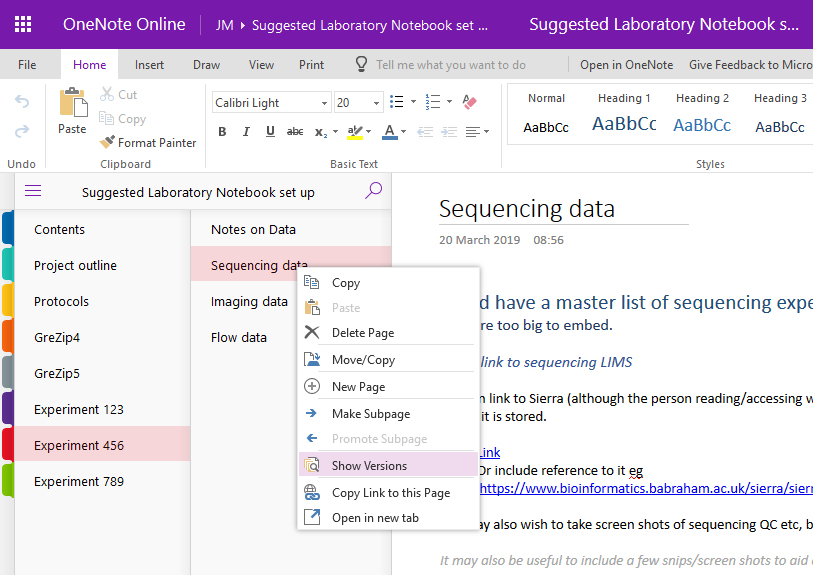 OneNote Online JM ▸ Suggested Laboratory Notebook set ... Suggested Laboratory Notebook s...
File Home Insert Draw View Print Tell me what you want to do Open in OneNote Give Feedback to Micro
Cut
Copy
Format Painter
Paste
Calibri Light 20
B I U abc x₂ A
Normal Heading 1 Heading 2 Heading 3
AaBbCc AaBbCc AaBbCc AaBbCc
Undo Clipboard Basic Text Styles
Suggested Laboratory Notebook set up
Contents
Project outline
Protocols
GreZip4
GreZip5
Experiment 123
Experiment 456
Experiment 789
Notes on Data
Sequencing data
Imaging data
Flow data
Copy
Paste
Delete Page
Move/Copy
New Page
Make Subpage
Promote Subpage
Show Versions
Copy Link to this Page
Open in new tab
Sequencing data
20 March 2019 08:56
d have a master list of sequencing expe
re too big to embed.
link to sequencing LIMS
link to Sierra (although the person reading/accessing w
it is stored.
Link
Or include reference to it eg
https://www.bioinformatics.babraham.ac.uk/sierra/sierr
ay also wish to take screen shots of sequencing QC etc, b
It may also be useful to include a few snips/screen shots to aid